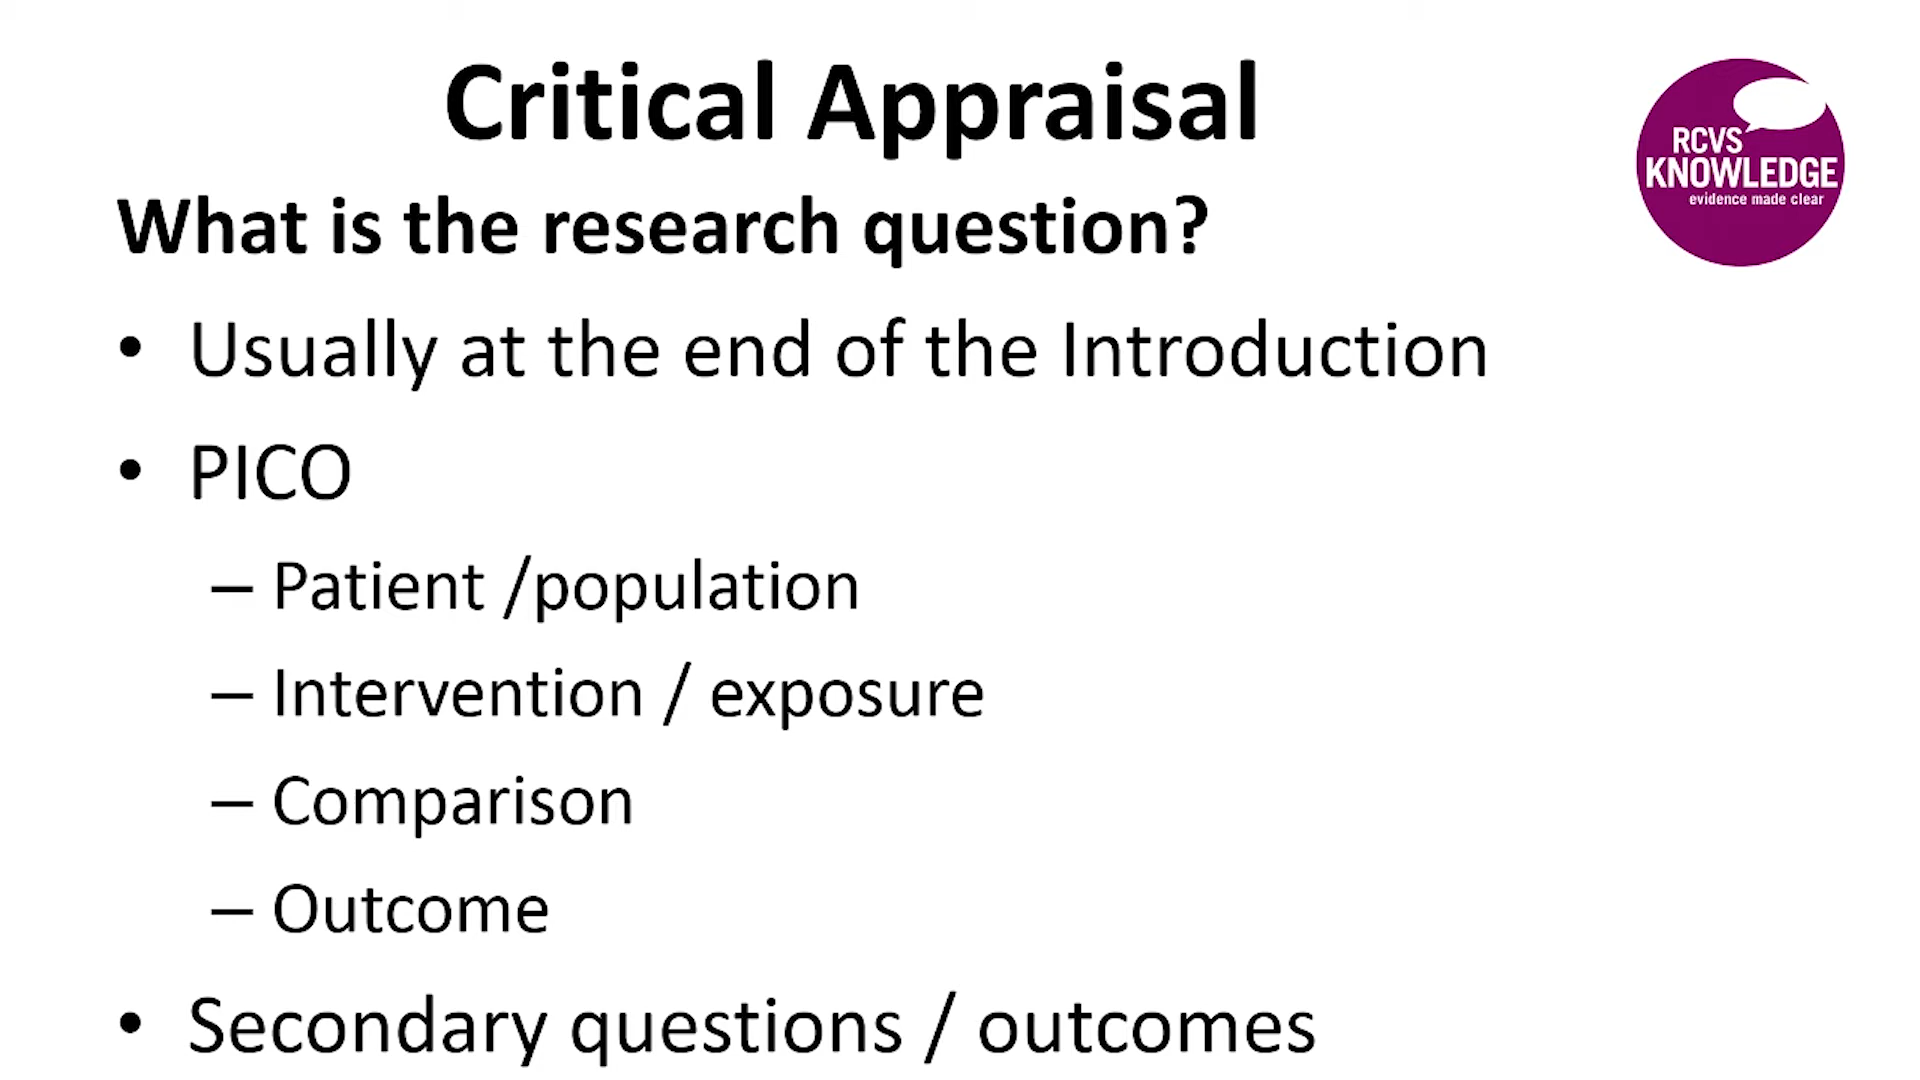 Critical Appraisal
RCVS
KNOWLEDGE
evidence made clear
What is the research question?
• Usually at the end of the Introduction
• PICO
– Patient /population
– Intervention / exposure
– Comparison
– Outcome
• Secondary questions / outcomes